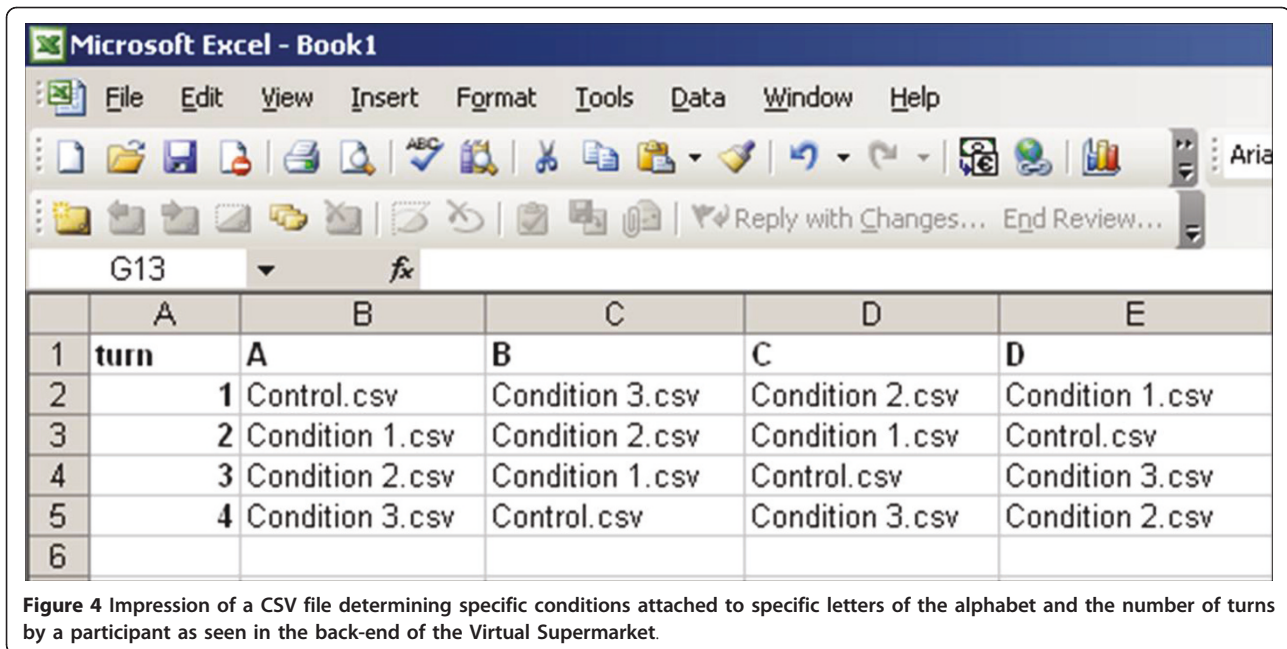 Microsoft Excel - Book1
File Edit View Insert Format Tools Data Window Help
ABC
€
Aria
Reply with Changes... End Review...
G13 fx
A B C D E
1 turn A B C D
2 1 Control.csv Condition 3.csv Condition 2.csv Condition 1.csv
3 2 Condition 1.csv Condition 2.csv Condition 1.csv Control.csv
4 3 Condition 2.csv Condition 1.csv Control.csv Condition 3.csv
5 4 Condition 3.csv Control.csv Condition 3.csv Condition 2.csv
6
Figure 4 Impression of a CSV file determining specific conditions attached to specific letters of the alphabet and the number of turns
by a participant as seen in the back-end of the Virtual Supermarket.